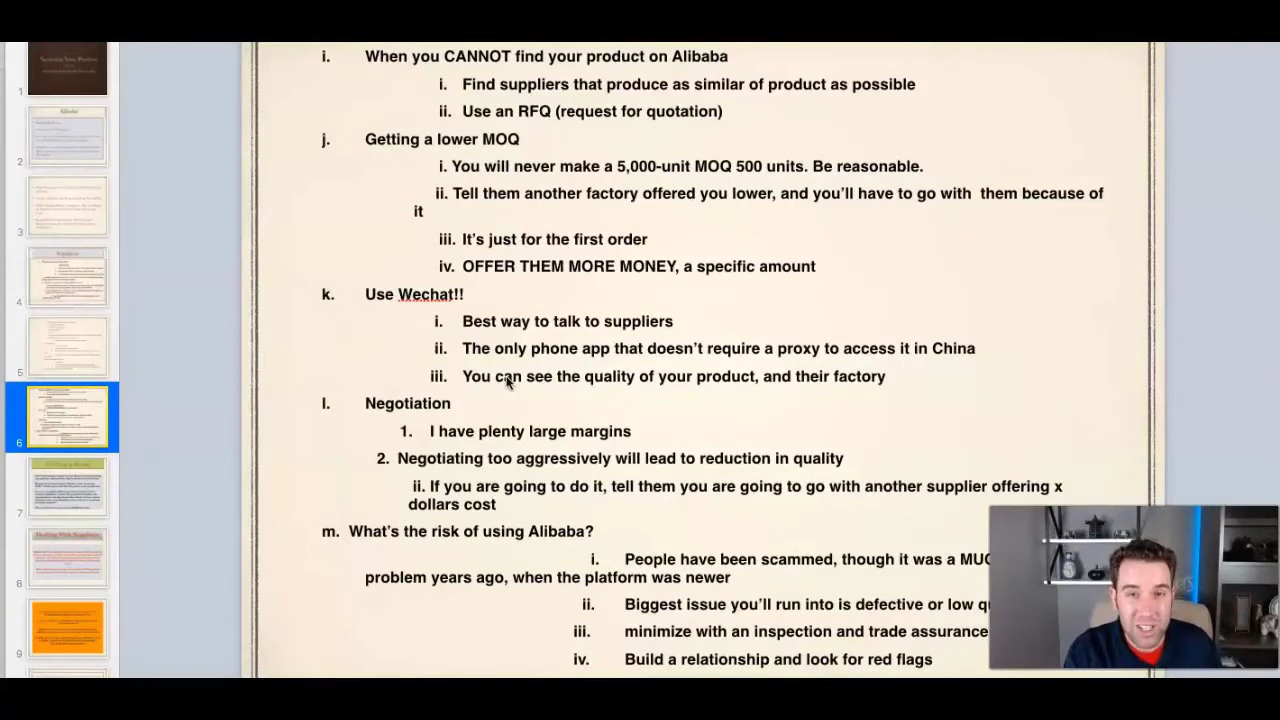 i. When you CANNOT find your product on Alibaba
i. Find suppliers that produce as similar of product as possible
ii. Use an RFQ (request for quotation)
j. Getting a lower MOQ
i. You will never make a 5,000-unit MOQ 500 units. Be reasonable.
ii. Tell them another factory offered you lower, and you'll have to go with them because of
it
iii. It's just for the first order
iv. OFFER THEM MORE MONEY, a specific amount
k. Use Wechat!!
i. Best way to talk to suppliers
ii. The only phone app that doesn't require a proxy to access it in China
iii. You can see the quality of your product, and their factory
l. Negotiation
1. I have plenty large margins
2. Negotiating too aggressively will lead to reduction in quality
ii. If you are going to do it, tell them you are going to go with another supplier offering x
dollars cost
m. What's the risk of using Alibaba?
i. People have been scammed, though it was a
problem years ago, when the platform was newer
ii. Biggest issue you'll run into is defective or low
iii. minimize with an inspection and trade assurance
iv. Build a relationship and look for red flags
1
2
3
4
5
6
7
8
9